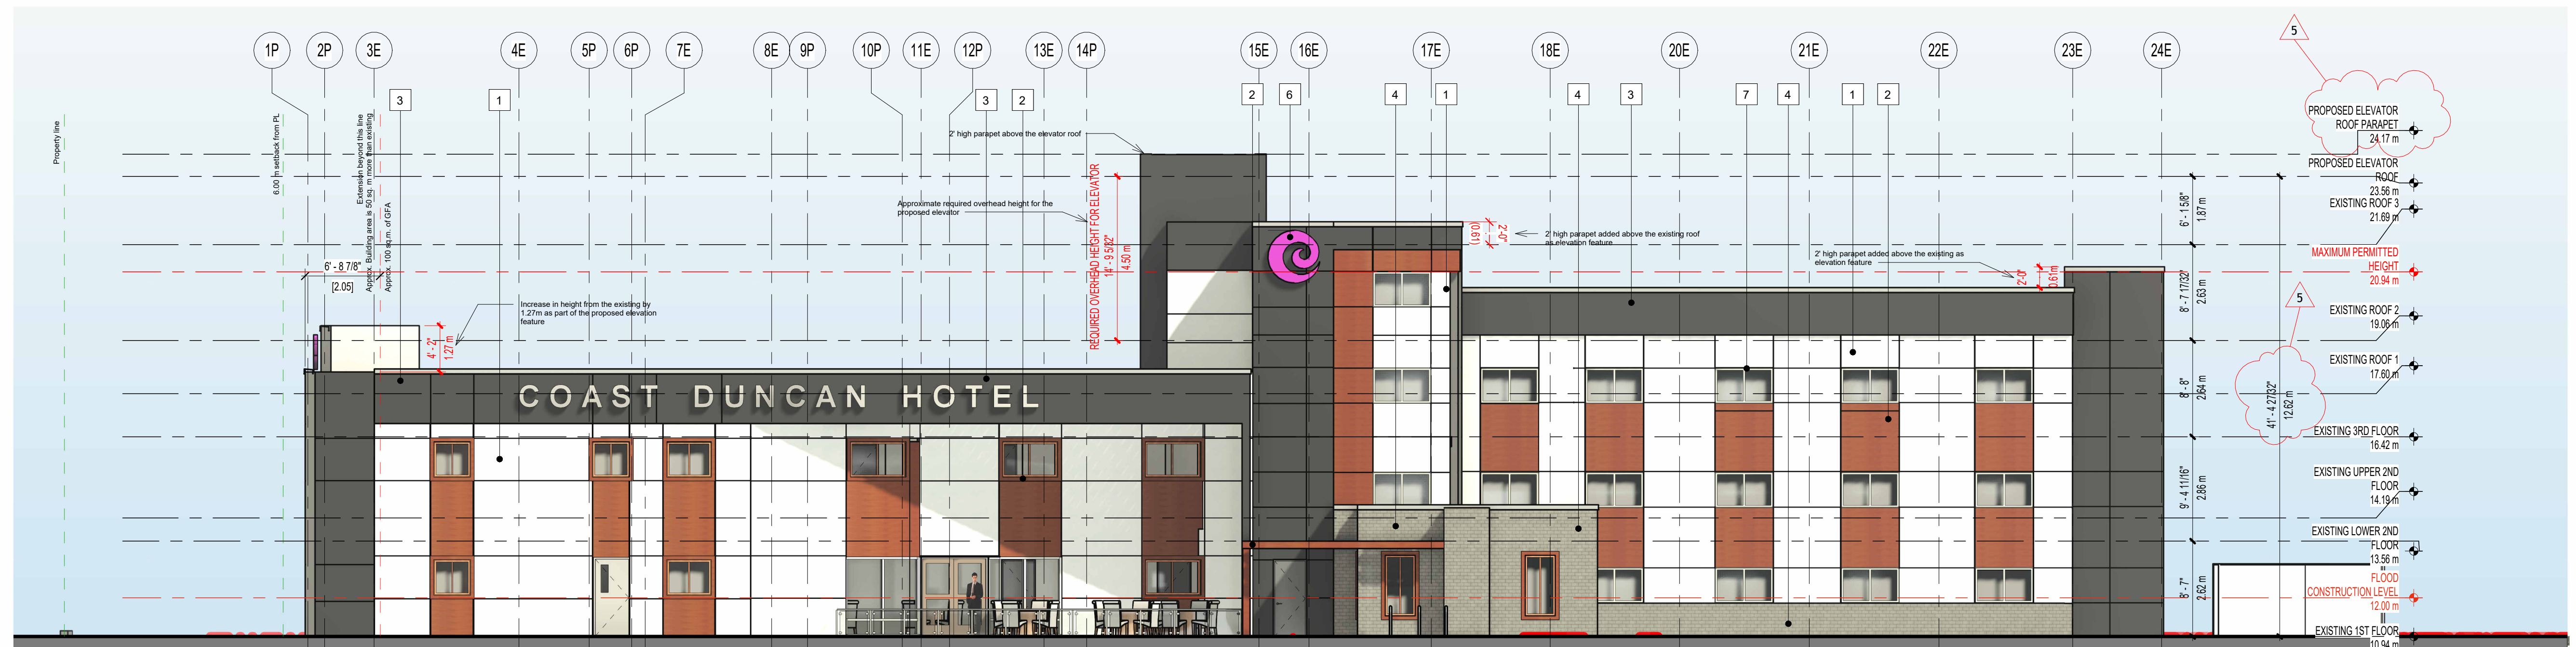 1P 2P 3E 4E 5P 6P 7E 8E 9P 10P 11E 12P 13E 14P 15E 16E 17E 18E 20E 21E 22E 23E 24E
5
3 1 3 2 2 6 4 1 4 3 7 4 1 2
Property line
6.00 m setback from PL
Extension beyond this line
Approx. Building area is 50 sq. m more than existing
Approx. 100 sq.m. of GFA
6' - 8 7/8"
[2.05]
4' - 2"
1.27 m
Increase in height from the existing by
1.27m as part of the proposed elevation
feature
2' high parapet above the elevator roof
Approximate required overhead height for the
proposed elevator
REQUIRED OVERHEAD HEIGHT FOR ELEVATOR
14' - 9 5/32"
4.50 m
2'-0"
(0.61)
2' high parapet added above the existing roof
as elevation feature
2' high parapet added above the existing as
elevation feature
2'-0"
0.61m
COAST DUNCAN HOTEL
6' - 1 5/8"
1.87 m
8' - 7 17/32"
2.63 m
8' - 8"
2.64 m
9' - 4 11/16"
2.86 m
8' - 7"
2.62 m
5
41' - 4 27/32"
12.62 m
PROPOSED ELEVATOR
ROOF PARAPET
24.17 m
PROPOSED ELEVATOR
ROOF
23.56 m
EXISTING ROOF 3
21.69 m
MAXIMUM PERMITTED
HEIGHT
20.94 m
EXISTING ROOF 2
19.06 m
EXISTING ROOF 1
17.60 m
EXISTING 3RD FLOOR
16.42 m
EXISTING UPPER 2ND
FLOOR
14.19 m
EXISTING LOWER 2ND
FLOOR
13.56 m
FLOOD
CONSTRUCTION LEVEL
12.00 m
EXISTING 1ST FLOOR
10.94 m